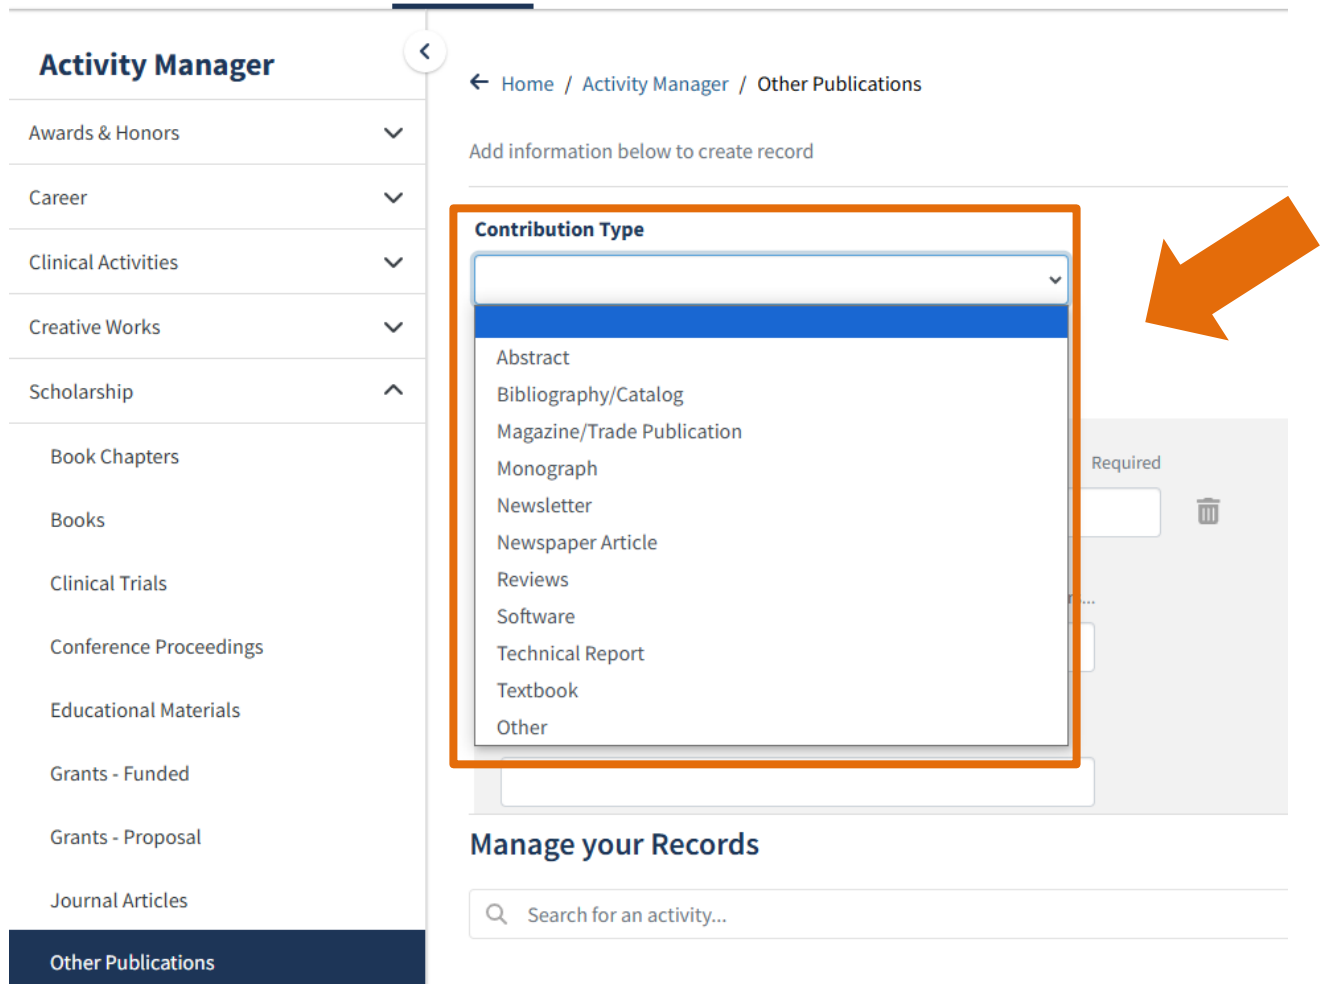 Activity Manager
Awards & Honors
Career
Clinical Activities
Creative Works
Scholarship
Book Chapters
Books
Clinical Trials
Conference Proceedings
Educational Materials
Grants - Funded
Grants - Proposal
Journal Articles
Other Publications
Home / Activity Manager / Other Publications
Add information below to create record
Contribution Type
Abstract
Bibliography/Catalog
Magazine/Trade Publication
Monograph
Newsletter
Newspaper Article
Reviews
Software
Technical Report
Textbook
Other
Required
Manage your Records
Search for an activity...